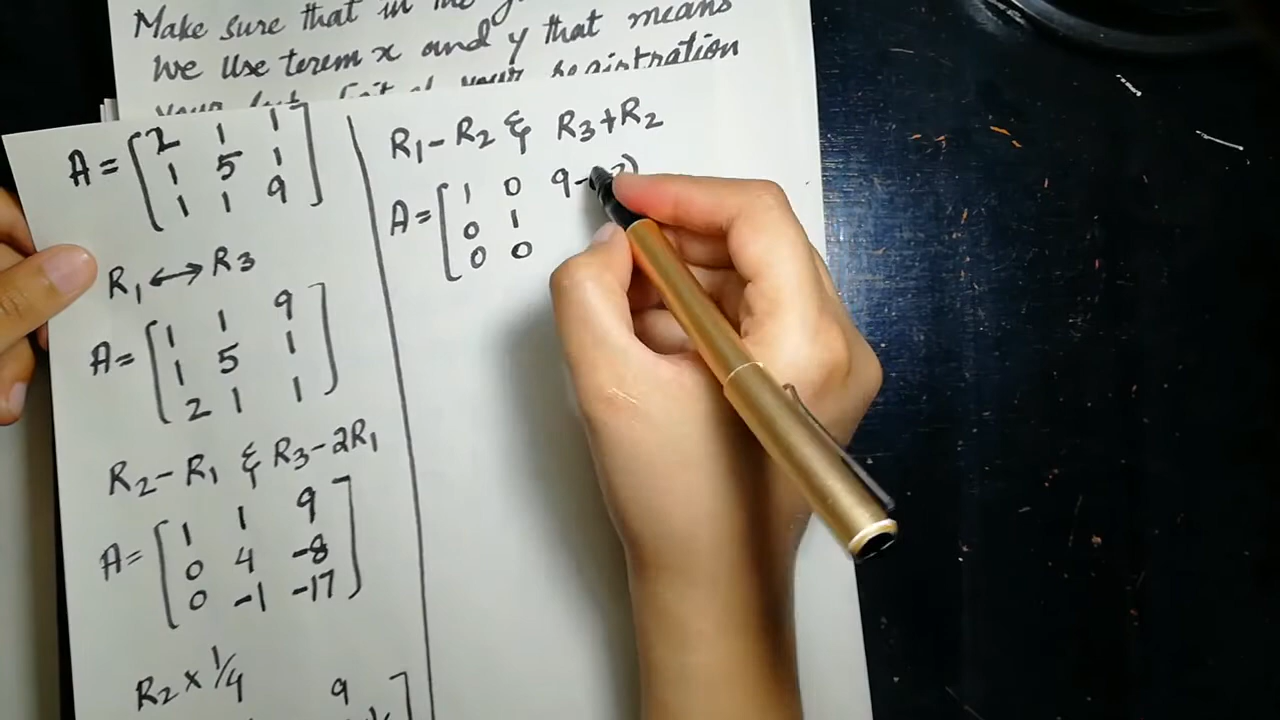 Make sure that in the
We use terem x and y that means
your
A = [2 1 1
1 5 1
1 1 9]
R1 ↔ R3
A = [1 1 9
1 5 1
2 1 1]
R2 - R1 & R3 - 2R1
A = [1 1 9
0 4 -8
0 -1 -17]
R2 × 1/4
9
R1 - R2 & R3 + R2
A = [1 0 9-
0 1
0 0